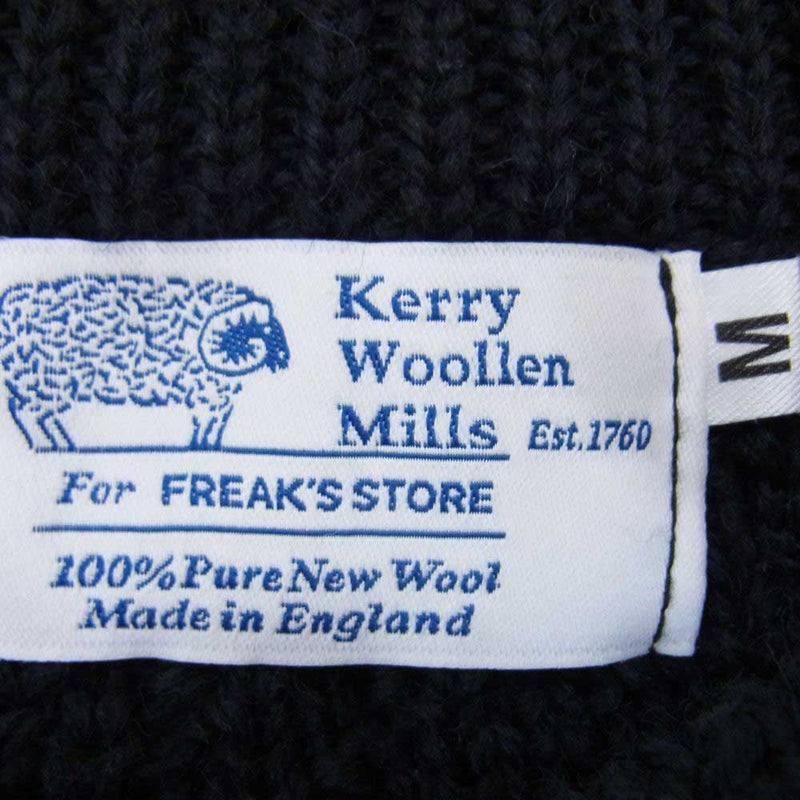 Kerry
Woollen
Mills Est.1760
For FREAK'S STORE
100% Pure New Wool
Made in England
M